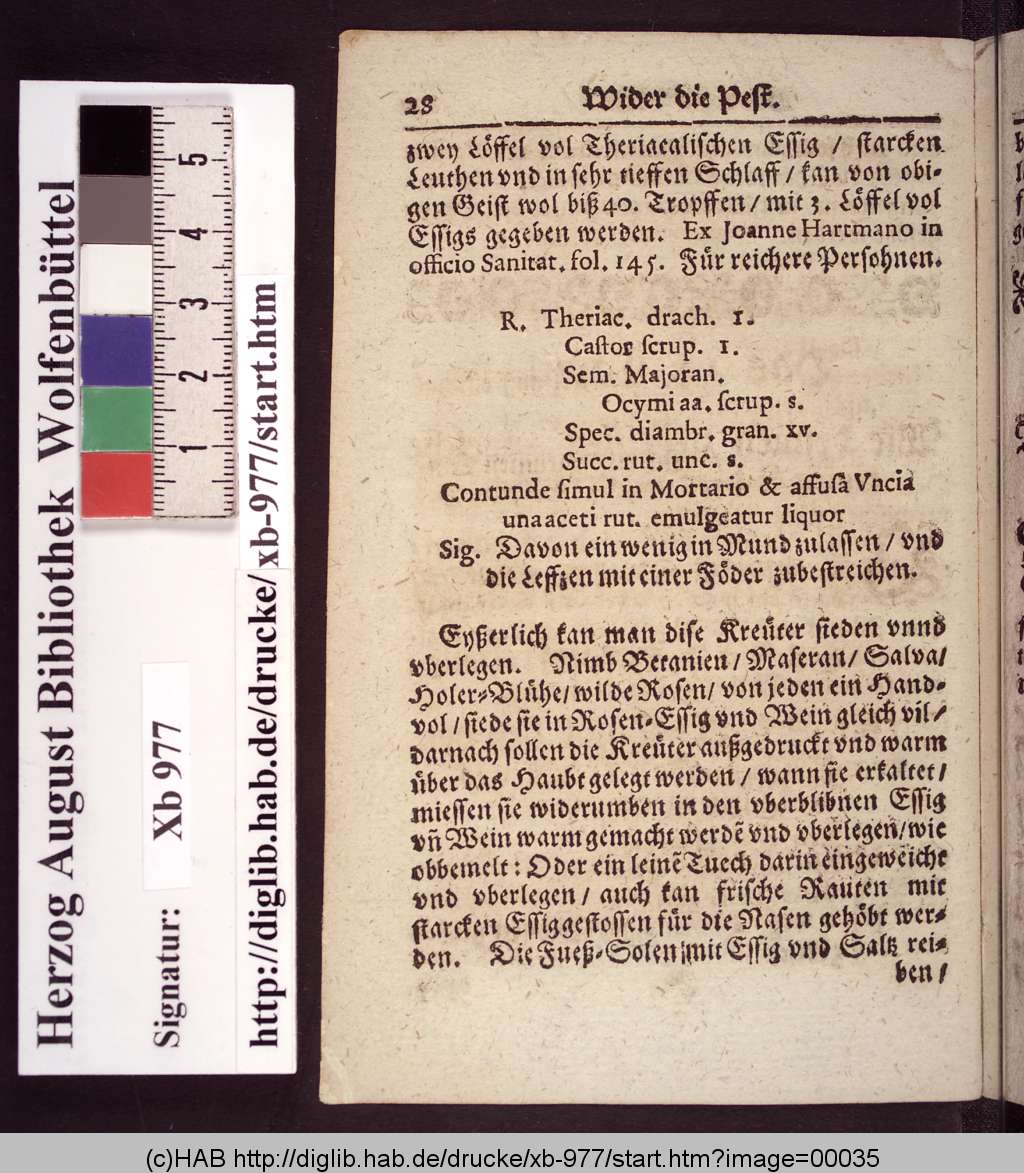 28 Wider die Pest.
zwey Löffel vol Theriacalischen Essig / starcken
Leuthen vnd in sehr tieffen Schlaff / kan von obi-
gen Geist wol biß 40. Tropffen / mit 3. Löffel vol
Essigs gegeben werden. Ex Joanne Hartmano in
officio Sanitat. fol. 145. Für reichere Persohnen.
R. Theriac. drach. 1.
Castor scrup. 1.
Sem. Majoran.
Ocymi aa. scrup. s.
Spec. diambr. gran. xv.
Succ. rut. unc. s.
Contunde simul in Mortario & affusâ Vnciâ
una aceti rut. emulgeatur liquor
Sig. Davon ein wenig in Mund zulassen / vnd
die Leffzen mit einer Föder zubestreichen.
Eyßerlich kan man dise Kreüter sieden vnnd
vberlegen. Nimb Betanien / Maseran / Salva /
Holer-Blühe / wilde Rosen / von jeden ein Hand-
vol / siede sie in Rosen-Essig vnd Wein gleich vil /
darnach sollen die Kreüter außgedruckt vnd warm
über das Haubt gelegt werden / wann sie erkaltet /
miessen sie widerumben in den vberblibnen Essig
vn̄ Wein warm gemacht werdē vnd vberlegen / wie
obbemelt : Oder ein leinē Tuech darin eingeweicht
vnd vberlegen / auch kan frische Rauten mit
starcken Essig gestossen für die Nasen gehöbt wer-
den. Die Fueß-Solen mit Essig vnd Saltz rei-
ben /
Herzog August Bibliothek Wolfenbüttel
Signatur: Xb 977
http://diglib.hab.de/drucke/xb-977/start.htm
1 2 3 4 5
(c)HAB http://diglib.hab.de/drucke/xb-977/start.htm?image=00035